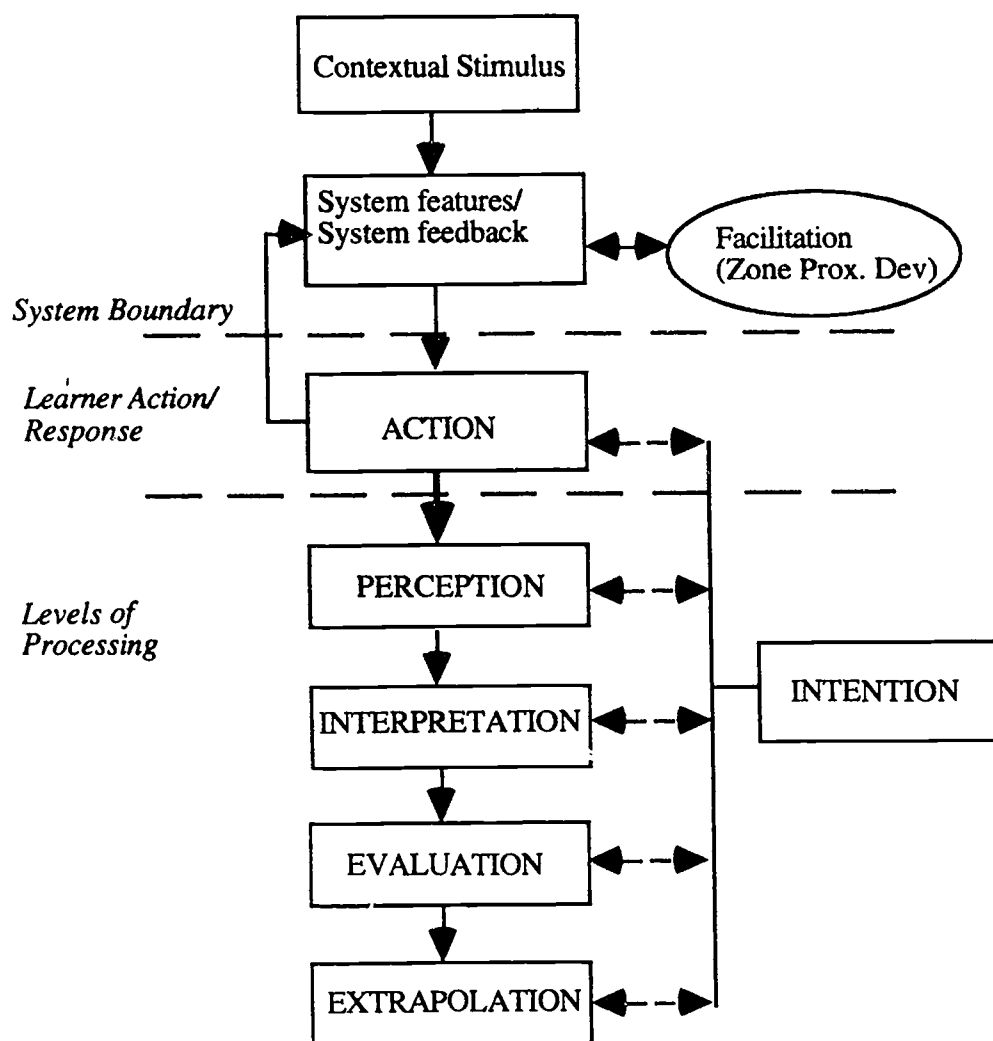 Contextual Stimulus
System features/
System feedback
Facilitation
(Zone Prox. Dev)
System Boundary
Learner Action/
Response
ACTION
PERCEPTION
Levels of
Processing
INTENTION
INTERPRETATION
EVALUATION
EXTRAPOLATION